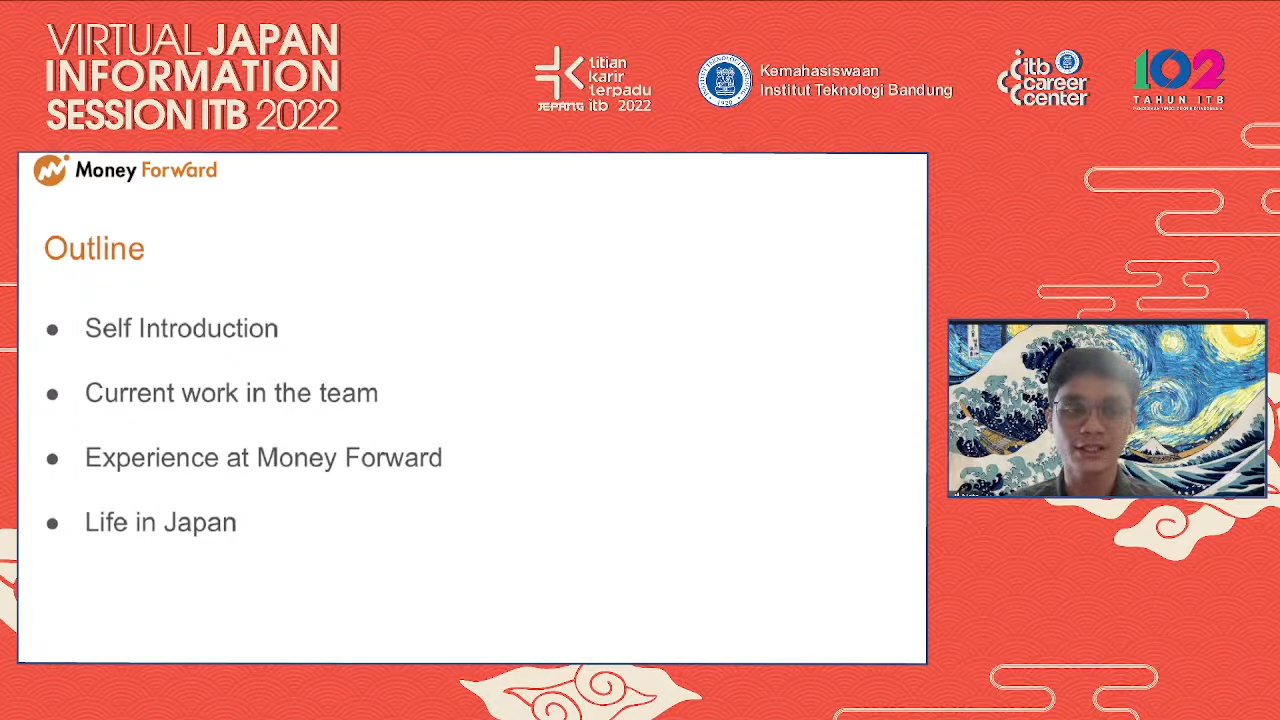 VIRTUAL JAPAN
INFORMATION
SESSION ITB 2022
titian
karir
terpadu
JEPANG itb 2022
Kemahasiswaan
Institut Teknologi Bandung
itb
career
center
102
TAHUN ITB
Money Forward
Outline
● Self Introduction
● Current work in the team
● Experience at Money Forward
● Life in Japan